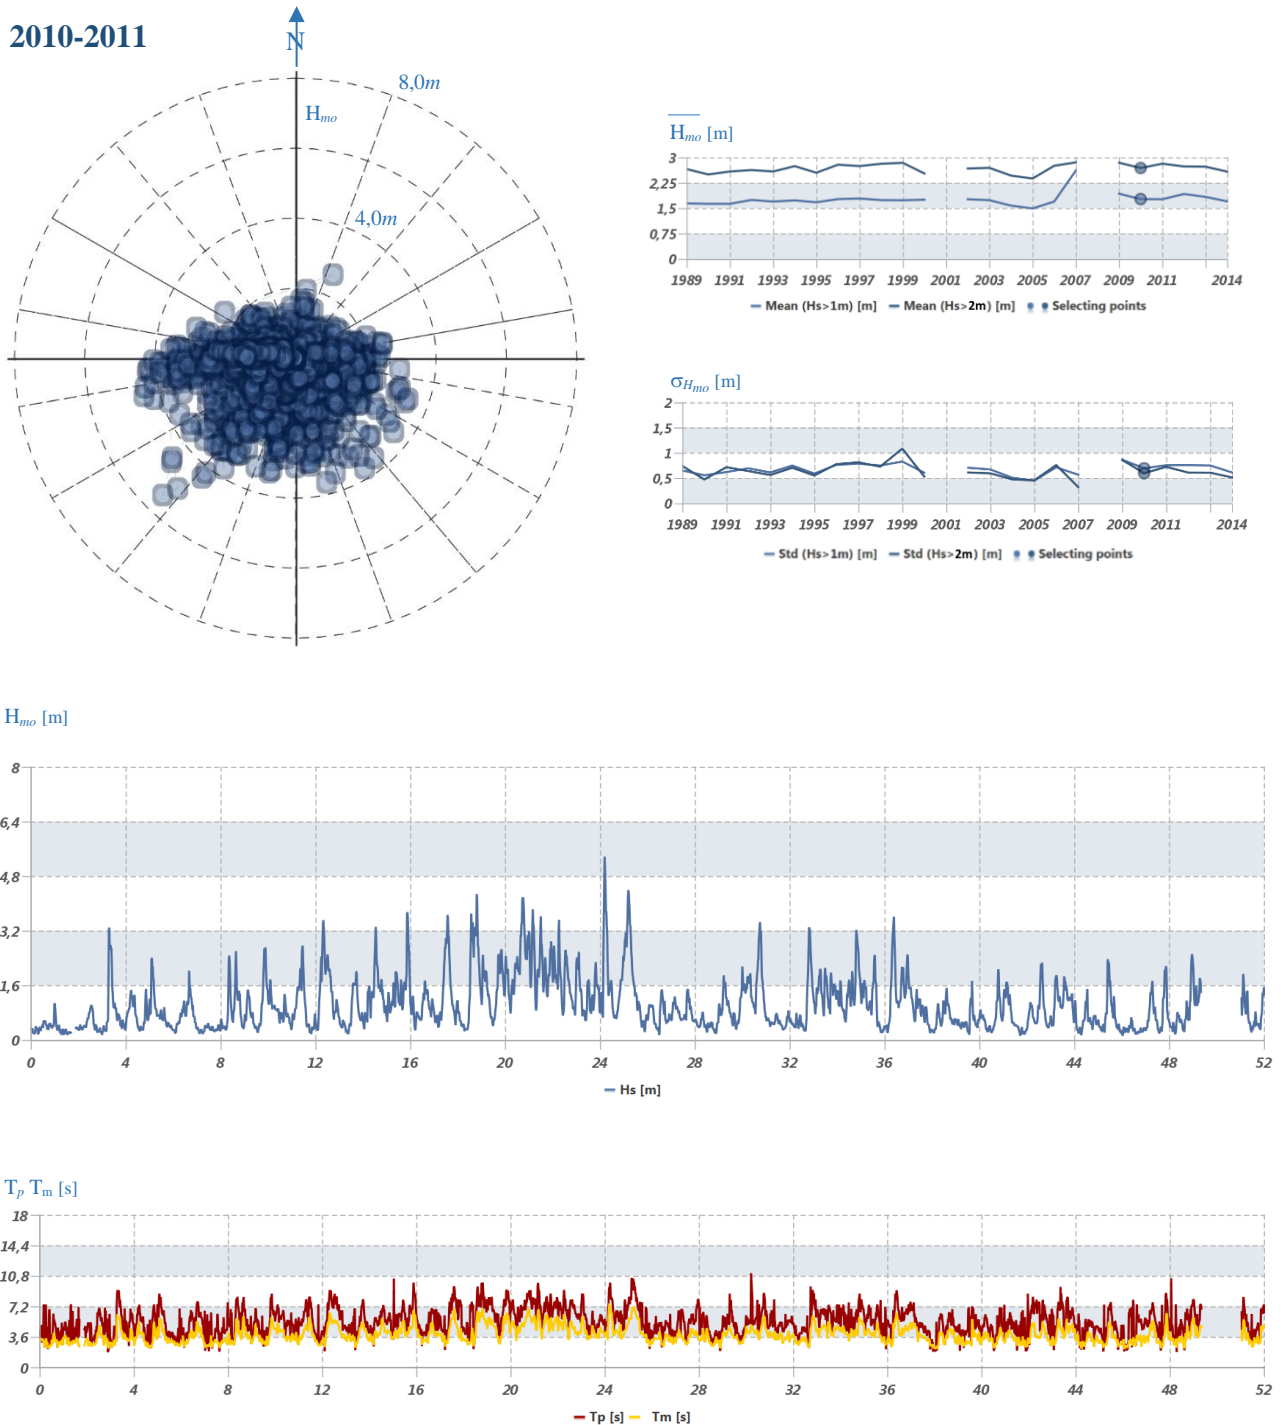 2010-2011
N
8,0m
Hmo
4,0m
Hmo [m]
3
2,25
1,5
0,75
0
1989 1991 1993 1995 1997 1999 2001 2003 2005 2007 2009 2011 2014
Mean (Hs>1m) [m] Mean (Hs>2m) [m] Selecting points
σHmo [m]
2
1,5
1
0,5
0
1989 1991 1993 1995 1997 1999 2001 2003 2005 2007 2009 2011 2014
Std (Hs>1m) [m] Std (Hs>2m) [m] Selecting points
Hmo [m]
8
6,4
4,8
3,2
1,6
0
0 4 8 12 16 20 24 28 32 36 40 44 48 52
Hs [m]
Tp Tm [s]
18
14,4
10,8
7,2
3,6
0
0 4 8 12 16 20 24 28 32 36 40 44 48 52
Tp [s] Tm [s]